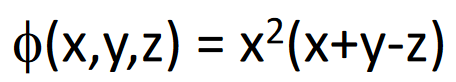 ϕ(x,y,z) = x²(x+y-z)